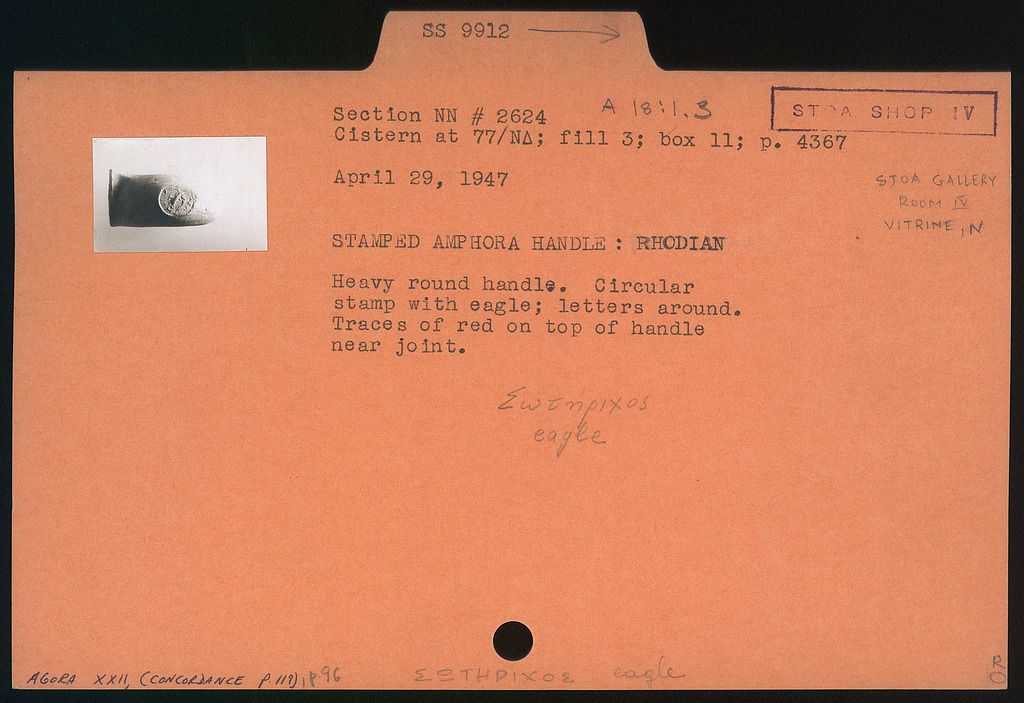 SS 9912 →
Section NN # 2624
A 18:1.3
STOA SHOP IV
Cistern at 77/ΝΔ; fill 3; box 11; p. 4367
April 29, 1947
STOA GALLERY
ROOM IV
VITRINE, N
STAMPED AMPHORA HANDLE: RHODIAN
Heavy round handle. Circular
stamp with eagle; letters around.
Traces of red on top of handle
near joint.
Σωτήριχος
eagle
AGORA XXII, (CONCORDANCE p. 119), p. 96
ΣΩΤΗΡΙΧΟΣ eagle
RO